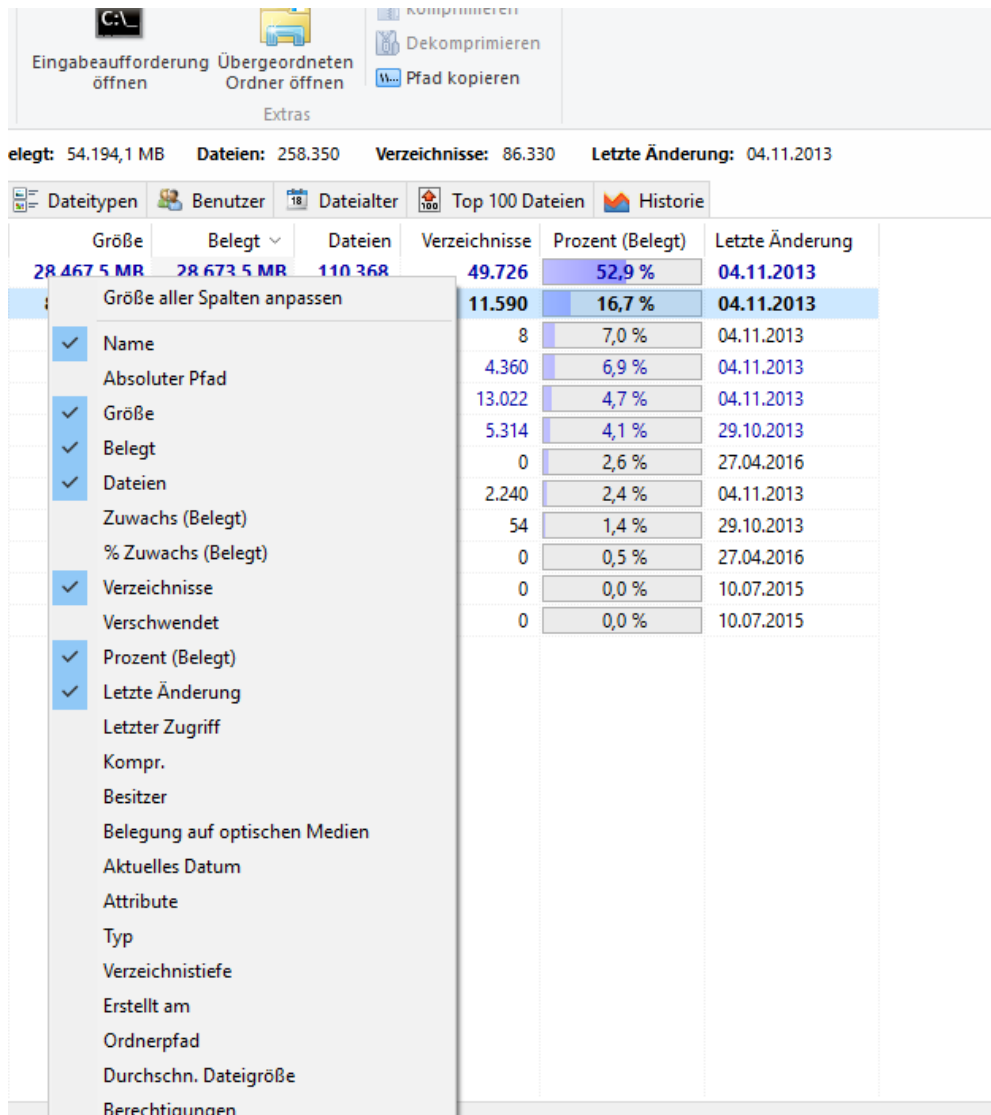 C:\_
Komprimieren
Dekomprimieren
Eingabeaufforderung öffnen
Übergeordneten Ordner öffnen
Pfad kopieren
Extras
elegt: 54.194,1 MB Dateien: 258.350 Verzeichnisse: 86.330 Letzte Änderung: 04.11.2013
Dateitypen Benutzer 18 Dateialter 100 Top 100 Dateien Historie
Größe Belegt Dateien Verzeichnisse Prozent (Belegt) Letzte Änderung
28.467,5 MB 28.673,5 MB 110.368 49.726 52,9 % 04.11.2013
11.590 16,7 % 04.11.2013
8 7,0 % 04.11.2013
4.360 6,9 % 04.11.2013
13.022 4,7 % 04.11.2013
5.314 4,1 % 29.10.2013
0 2,6 % 27.04.2016
2.240 2,4 % 04.11.2013
54 1,4 % 29.10.2013
0 0,5 % 27.04.2016
0 0,0 % 10.07.2015
0 0,0 % 10.07.2015
Größe aller Spalten anpassen
Name
Absoluter Pfad
Größe
Belegt
Dateien
Zuwachs (Belegt)
% Zuwachs (Belegt)
Verzeichnisse
Verschwendet
Prozent (Belegt)
Letzte Änderung
Letzter Zugriff
Kompr.
Besitzer
Belegung auf optischen Medien
Aktuelles Datum
Attribute
Typ
Verzeichnistiefe
Erstellt am
Ordnerpfad
Durchschn. Dateigröße
Berechtigungen